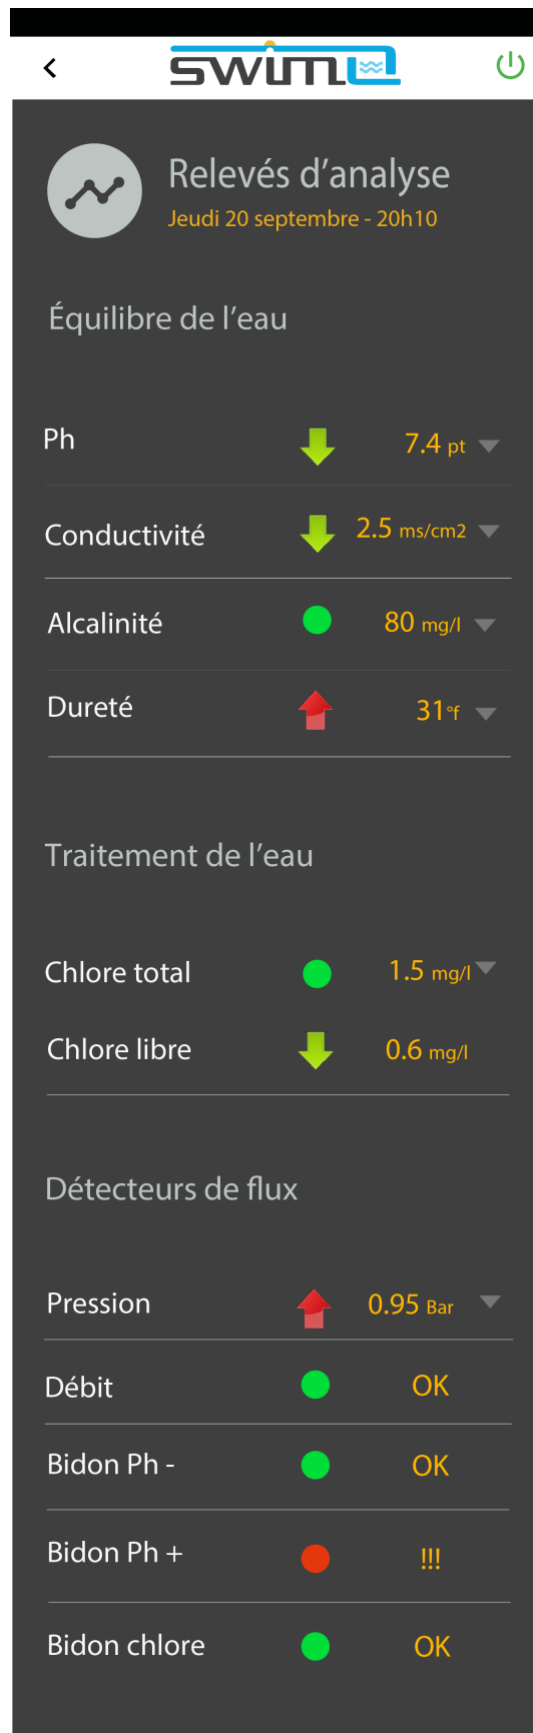 swim
Relevés d'analyse
Jeudi 20 septembre - 20h10
Équilibre de l'eau
Ph 7.4 pt
Conductivité 2.5 ms/cm2
Alcalinité 80 mg/l
Dureté 31°f
Traitement de l'eau
Chlore total 1.5 mg/l
Chlore libre 0.6 mg/l
Détecteurs de flux
Pression 0.95 Bar
Débit OK
Bidon Ph - OK
Bidon Ph + !!!
Bidon chlore OK